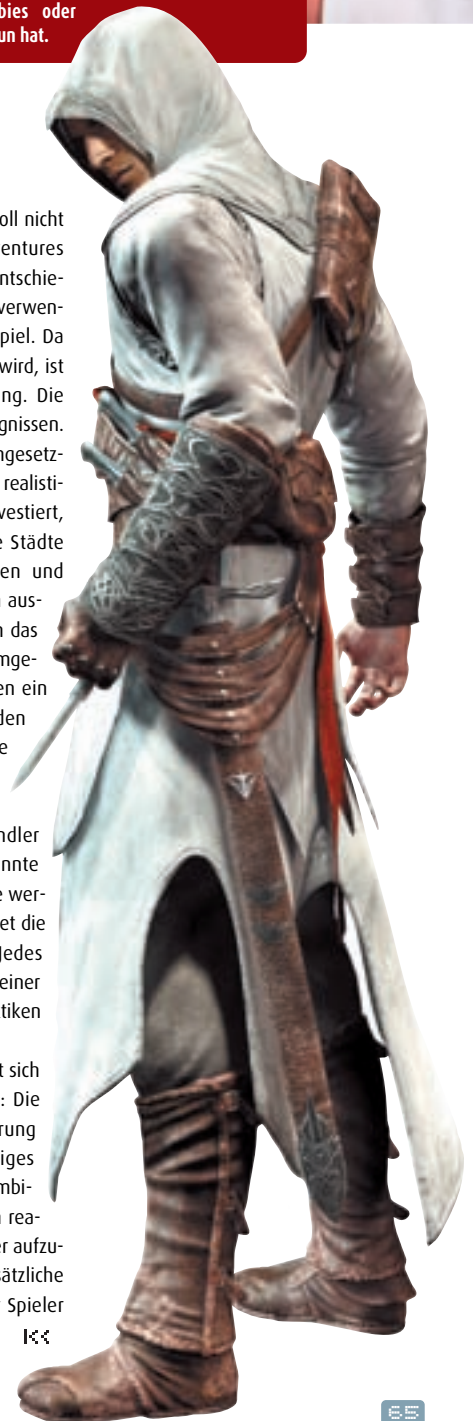 bies oder
un hat.
oll nicht
entures
ntschie-
verwen-
piel. Da
wird, ist
ng. Die
gnissen.
ngesetz-
realisti-
vestiert,
e Städte
en und
aus-
n das
mge-
en ein
den
e
ndler
nnte
e wer-
et die
Jedes
einer
tiken
t sich
: Die
rung
iges
mbi-
rea-
er aufzu-
sätzliche
Spieler
65